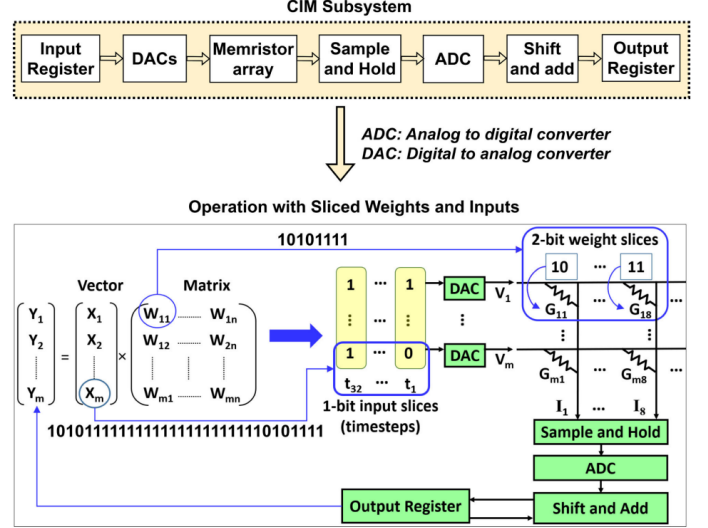 CIM Subsystem
Input Register
DACs
Memristor array
Sample and Hold
ADC
Shift and add
Output Register
ADC: Analog to digital converter
DAC: Digital to analog converter
Operation with Sliced Weights and Inputs
10101111
2-bit weight slices
10 ... 11
Vector Matrix
1 ... 1
DAC
V1
G11 G18
Y1 X1 W11 ........ W1n
Y2 = X2 × W12 ........ W2n
Ym Xm Wm1 ........ Wmn
1 ... 0
DAC
Vm
Gm1 Gm8
t32 ... t1
1-bit input slices
(timesteps)
I1 ... I8
Sample and Hold
ADC
Shift and Add
Output Register